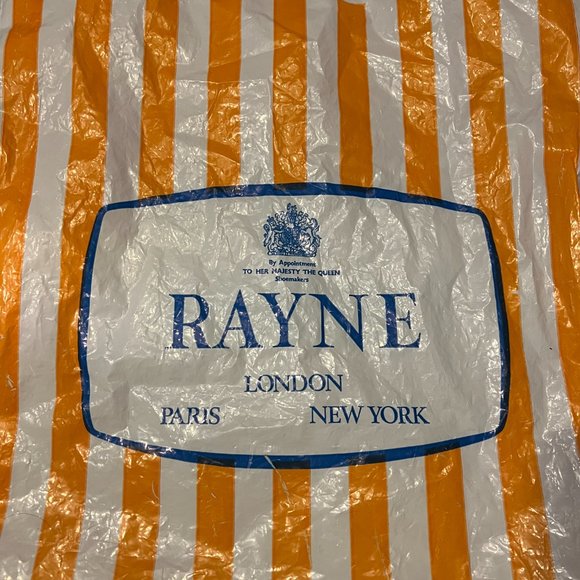 By Appointment
TO HER MAJESTY THE QUEEN
Shoemakers
RAYNE
LONDON
PARIS NEW YORK